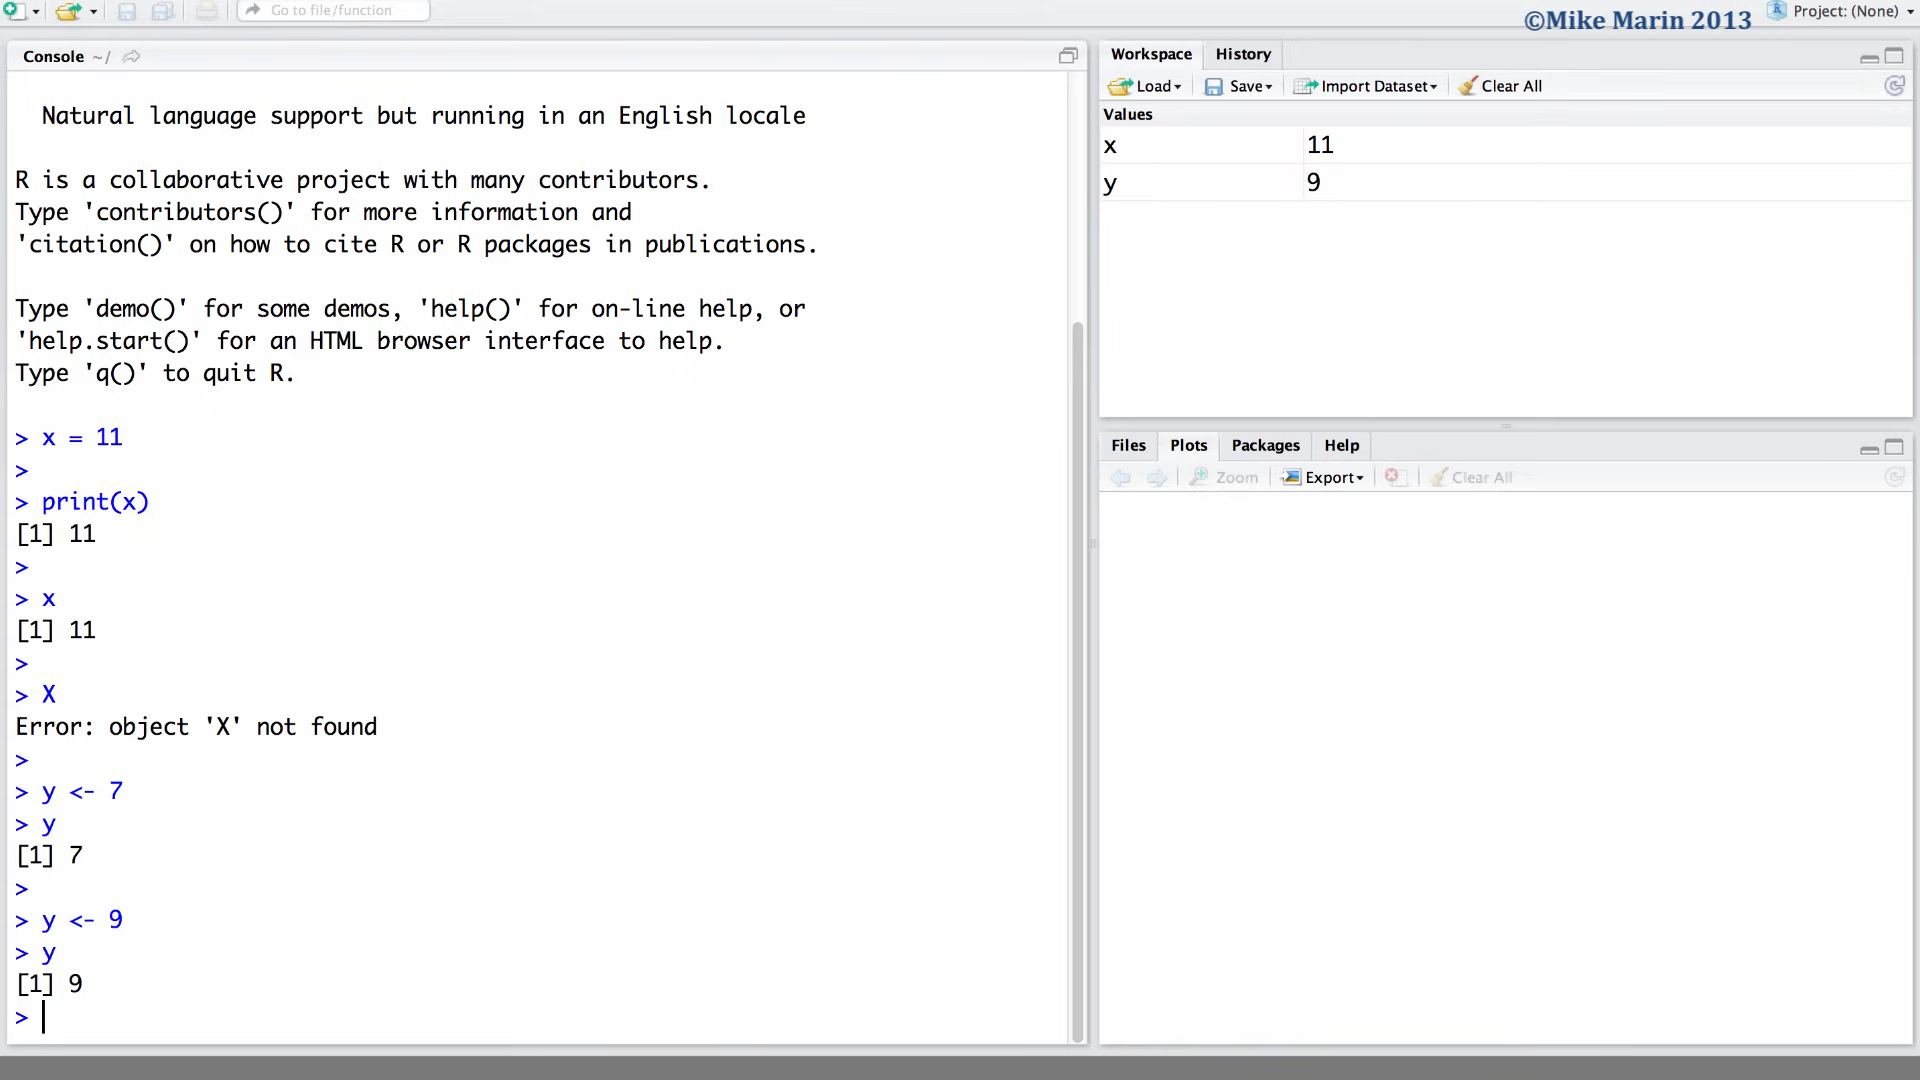 Go to file/function
©Mike Marin 2013
Project: (None)
Console ~/
Natural language support but running in an English locale
R is a collaborative project with many contributors.
Type 'contributors()' for more information and
'citation()' on how to cite R or R packages in publications.
Type 'demo()' for some demos, 'help()' for on-line help, or
'help.start()' for an HTML browser interface to help.
Type 'q()' to quit R.
> x = 11
>
> print(x)
[1] 11
>
> x
[1] 11
>
> X
Error: object 'X' not found
>
> y <- 7
> y
[1] 7
>
> y <- 9
> y
[1] 9
>
Workspace History
Load Save Import Dataset Clear All
Values
x 11
y 9
Files Plots Packages Help
Zoom Export Clear All